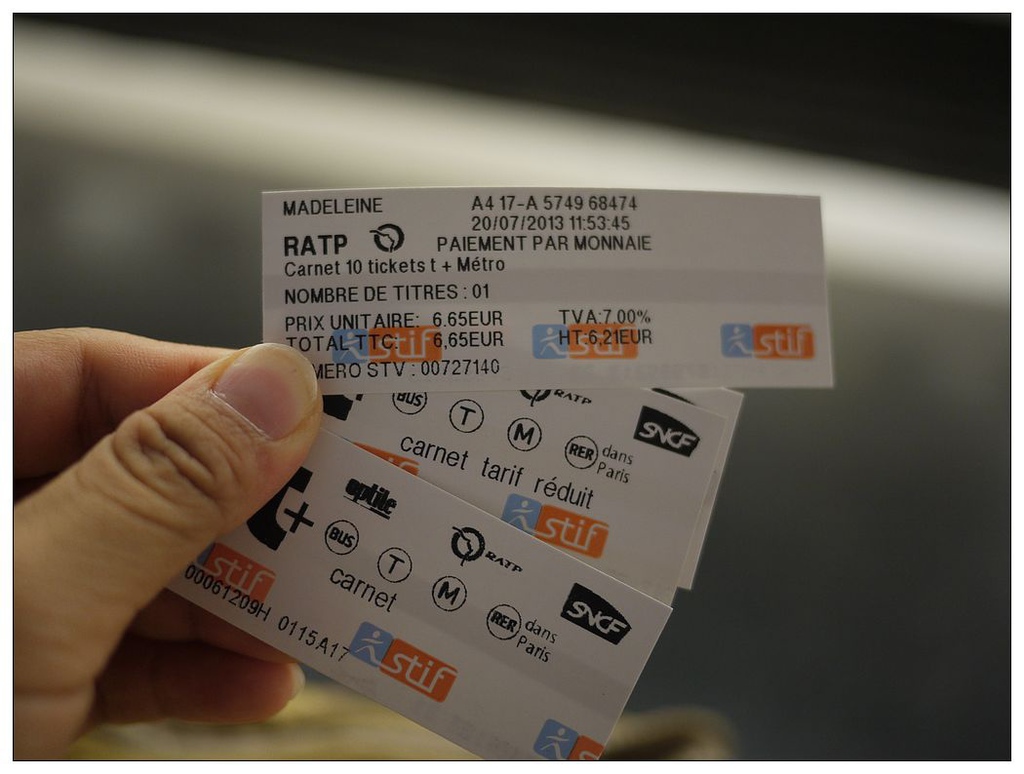 MADELEINE A4 17-A 5749 68474
20/07/2013 11:53:45
RATP PAIEMENT PAR MONNAIE
Carnet 10 tickets t + Métro
NOMBRE DE TITRES : 01
PRIX UNITAIRE: 6.65EUR TVA:7.00%
TOTAL TTC: 6,65EUR HT:6,21EUR
MERO STV : 00727140
stif stif stif
BUS T M RER dans Paris
RATP SNCF
carnet tarif réduit
stif
t+ optile RATP SNCF
BUS T M RER dans Paris
carnet
stif
00061209H 0115A17
stif